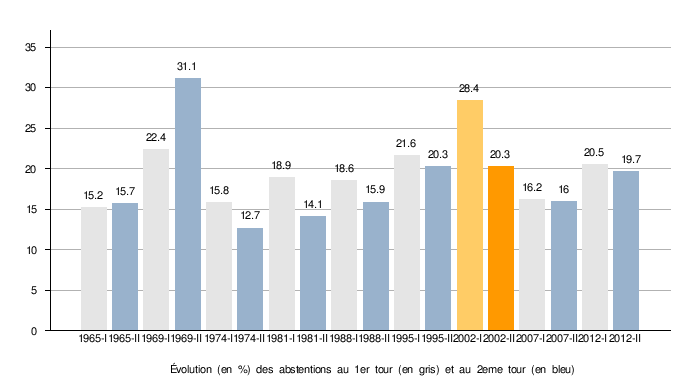 35
30
25
20
15
10
5
0
15.2 15.7 22.4 31.1 15.8 12.7 18.9 14.1 18.6 15.9 21.6 20.3 28.4 20.3 16.2 16 20.5 19.7
1965-I 1965-II 1969-I 1969-II 1974-I 1974-II 1981-I 1981-II 1988-I 1988-II 1995-I 1995-II 2002-I 2002-II 2007-I 2007-II 2012-I 2012-II
Évolution (en %) des abstentions au 1er tour (en gris) et au 2eme tour (en bleu)